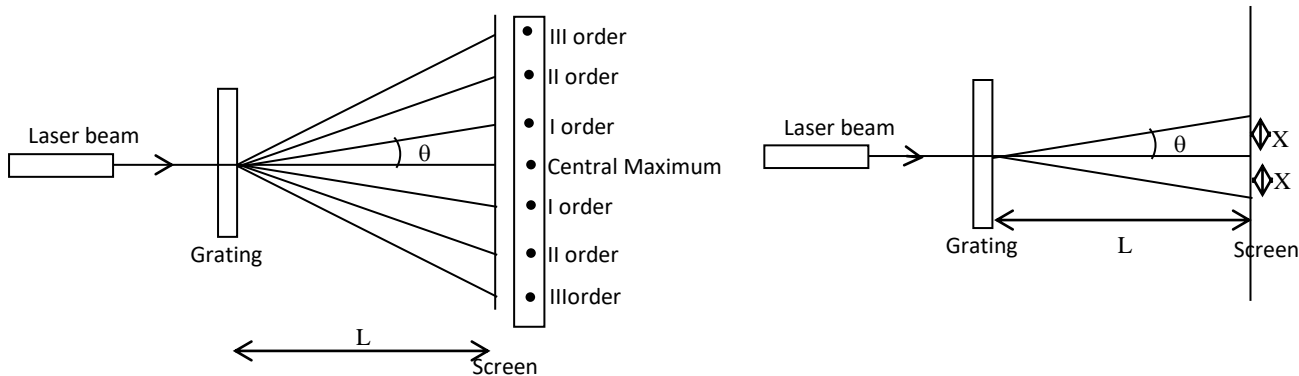 III order
II order
I order
Laser beam
θ
Central Maximum
I order
Grating
II order
IIIorder
L
Screen
Laser beam
θ
X
X
Grating
L
Screen